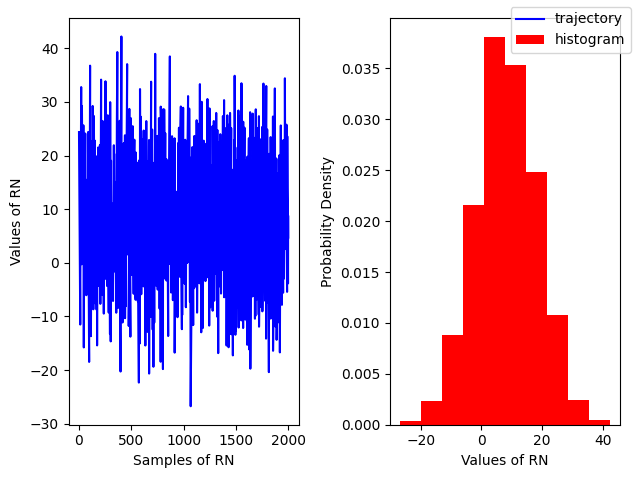 trajectory
histogram
40
30
20
10
0
−10
−20
−30
Values of RN
0 500 1000 1500 2000
Samples of RN
0.035
0.030
0.025
0.020
0.015
0.010
0.005
0.000
Probability Density
−20 0 20 40
Values of RN